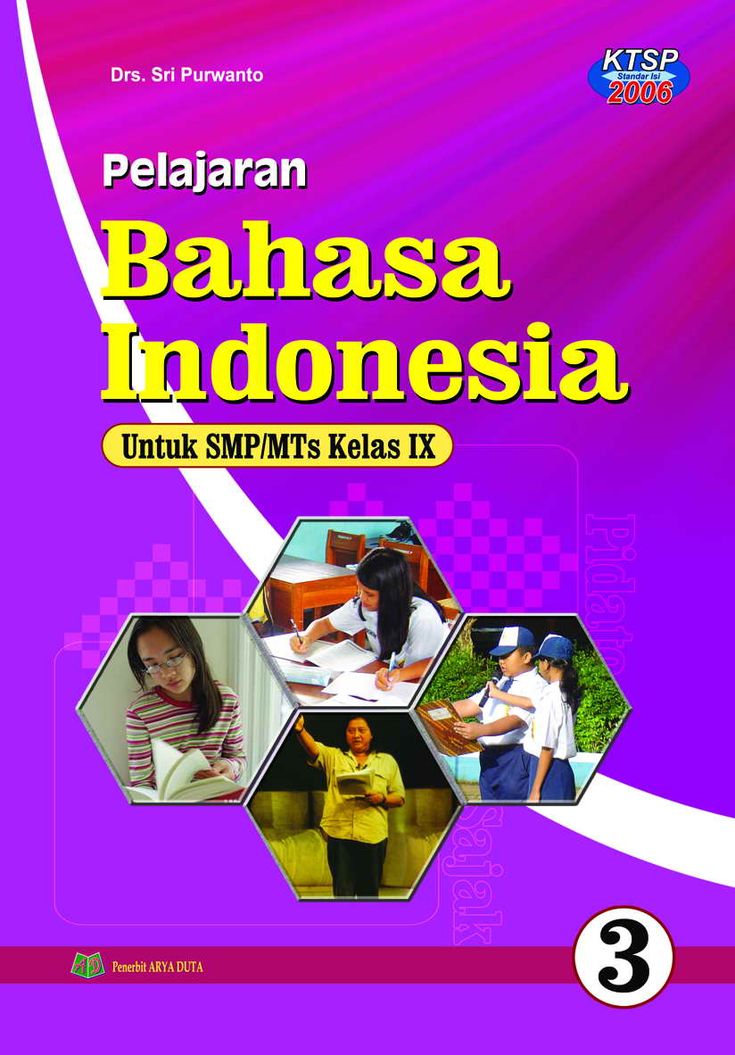 Drs. Sri Purwanto
KTSP
Standar Isi
2006
Pelajaran
Bahasa
Indonesia
Untuk SMP/MTs Kelas IX
Pidato
Sajak
AD
Penerbit ARYA DUTA
3